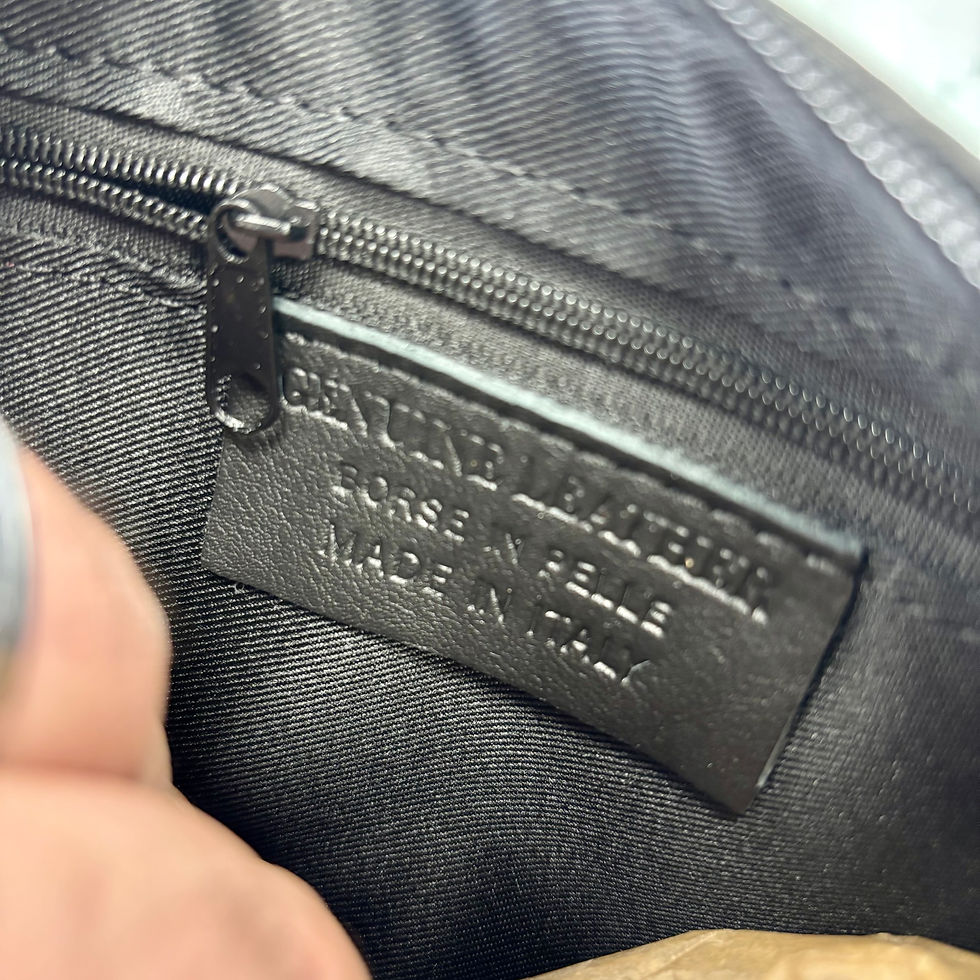 GENUINE LEATHER
BORSE IN PELLE
MADE IN ITALY